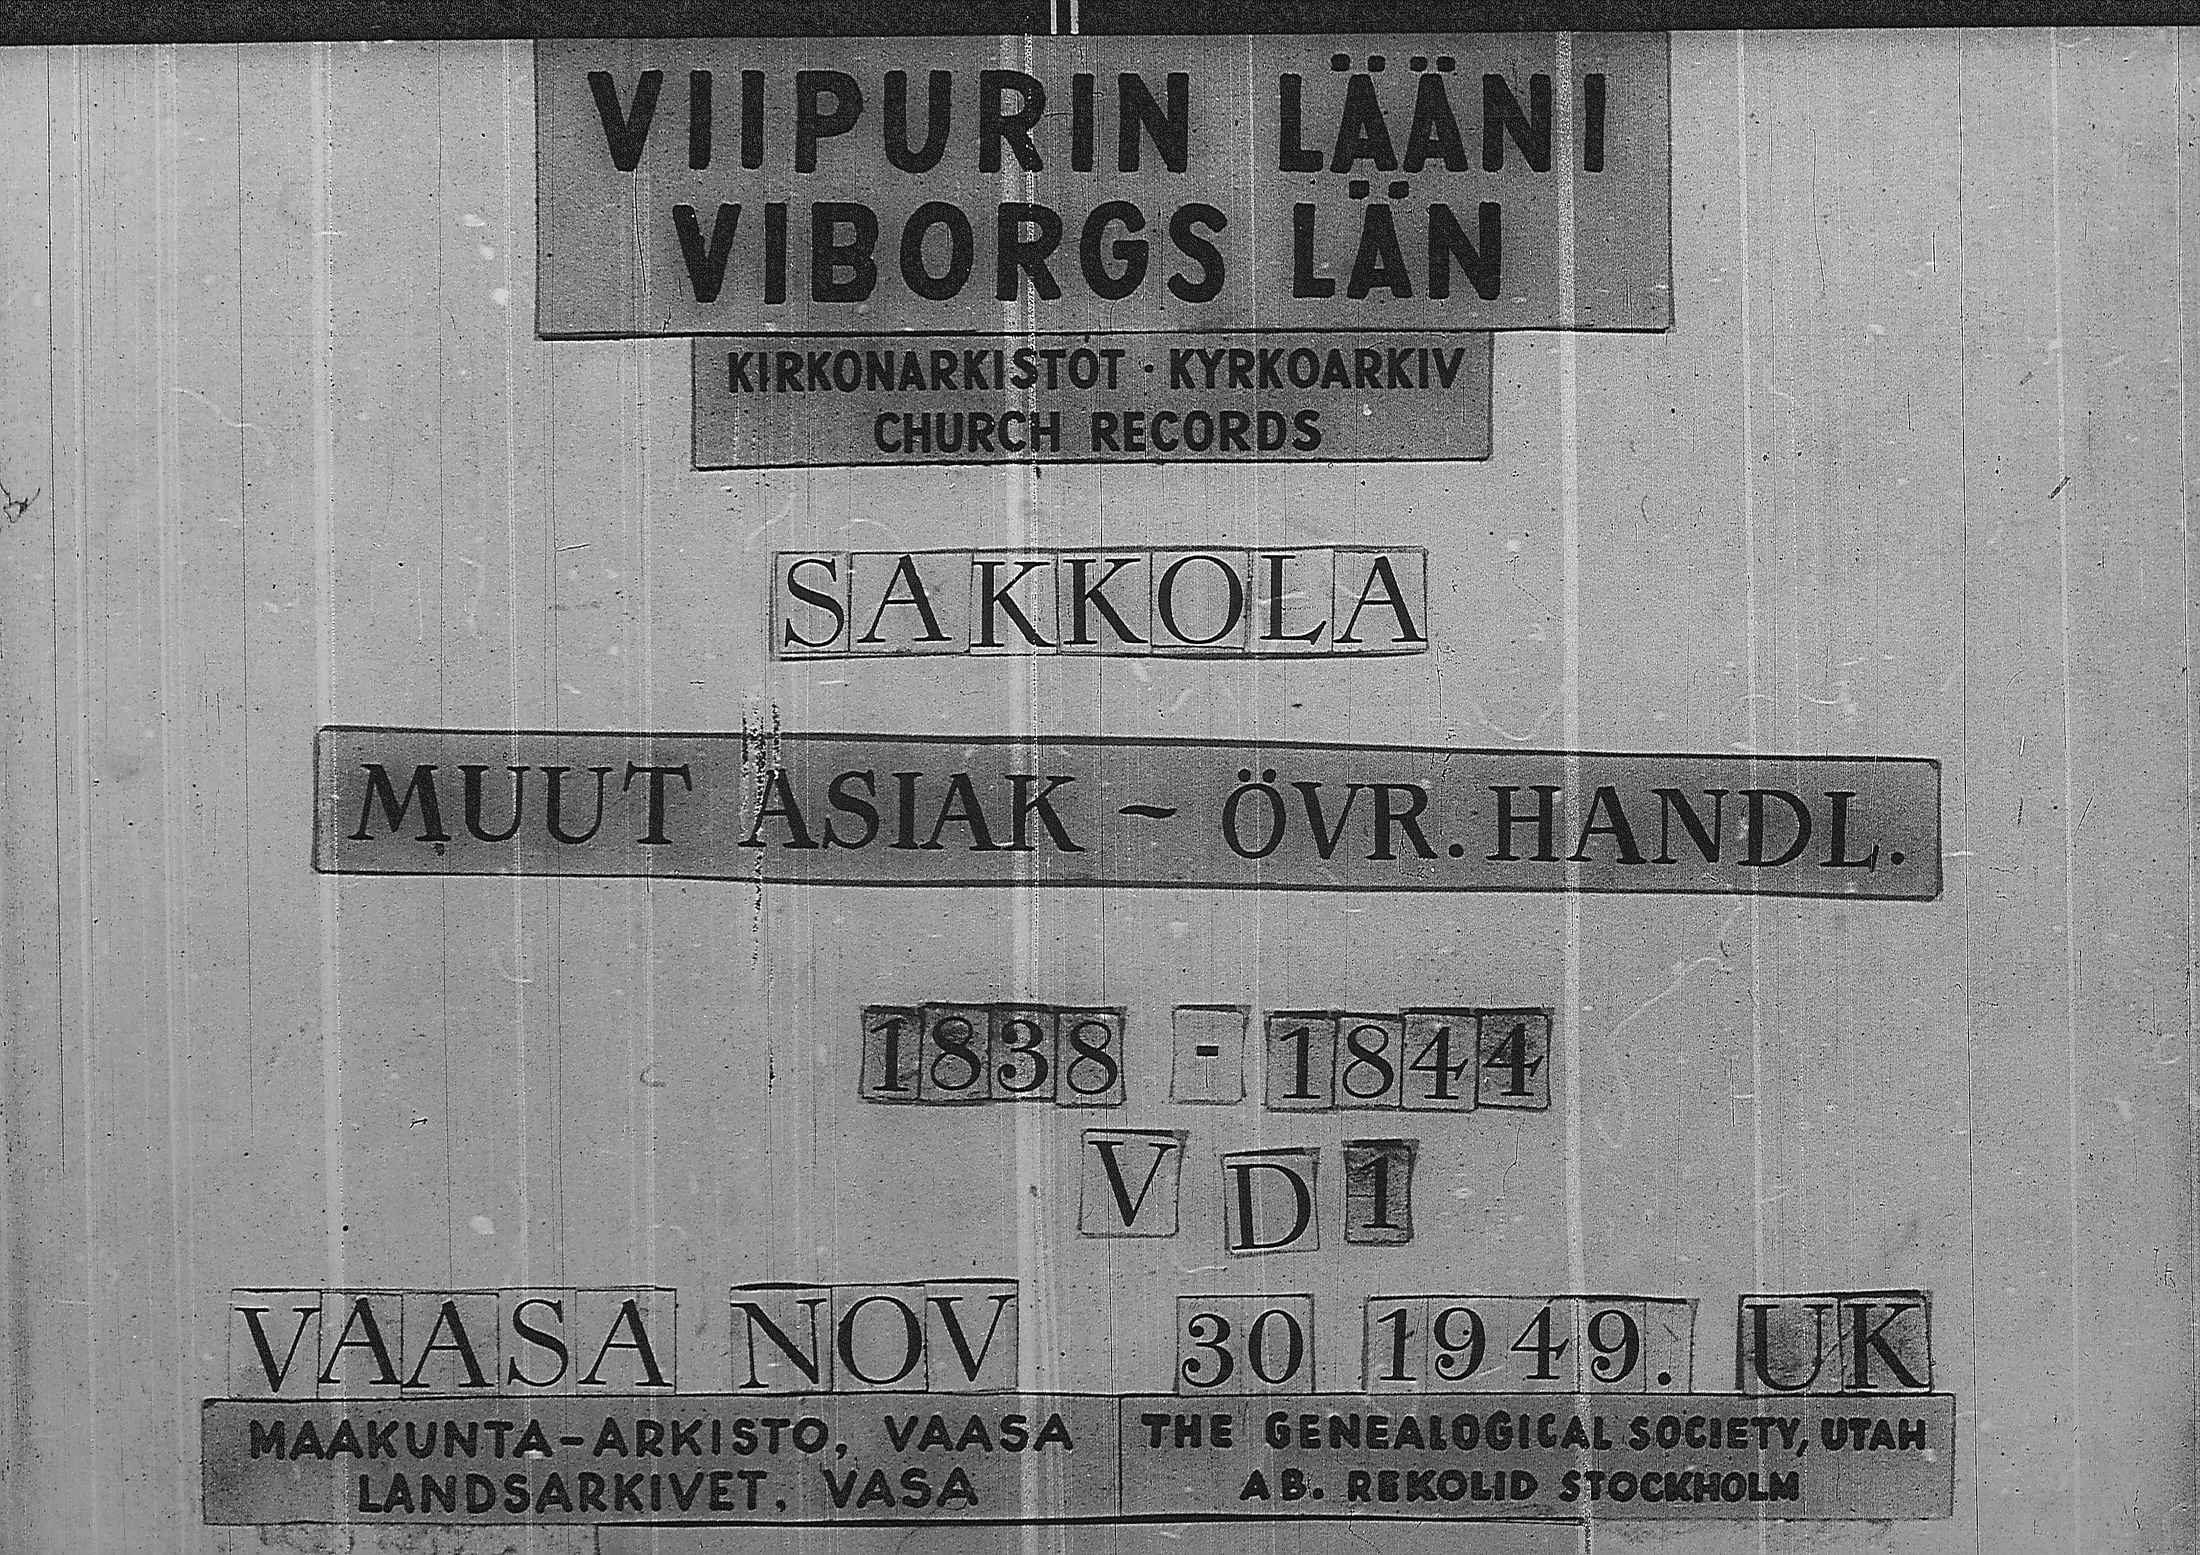 VIIPURIN LÄÄNI
VIBORGS LÄN
KIRKONARKISTOT · KYRKOARKIV
CHURCH RECORDS
SAKKOLA
MUUT ASIAK ~ ÖVR. HANDL.
1838 - 1844
V D 1
VAASA NOV 30 1949. UK
MAAKUNTA-ARKISTO, VAASA
LANDSARKIVET, VASA
THE GENEALOGICAL SOCIETY, UTAH
AB. REKOLID STOCKHOLM